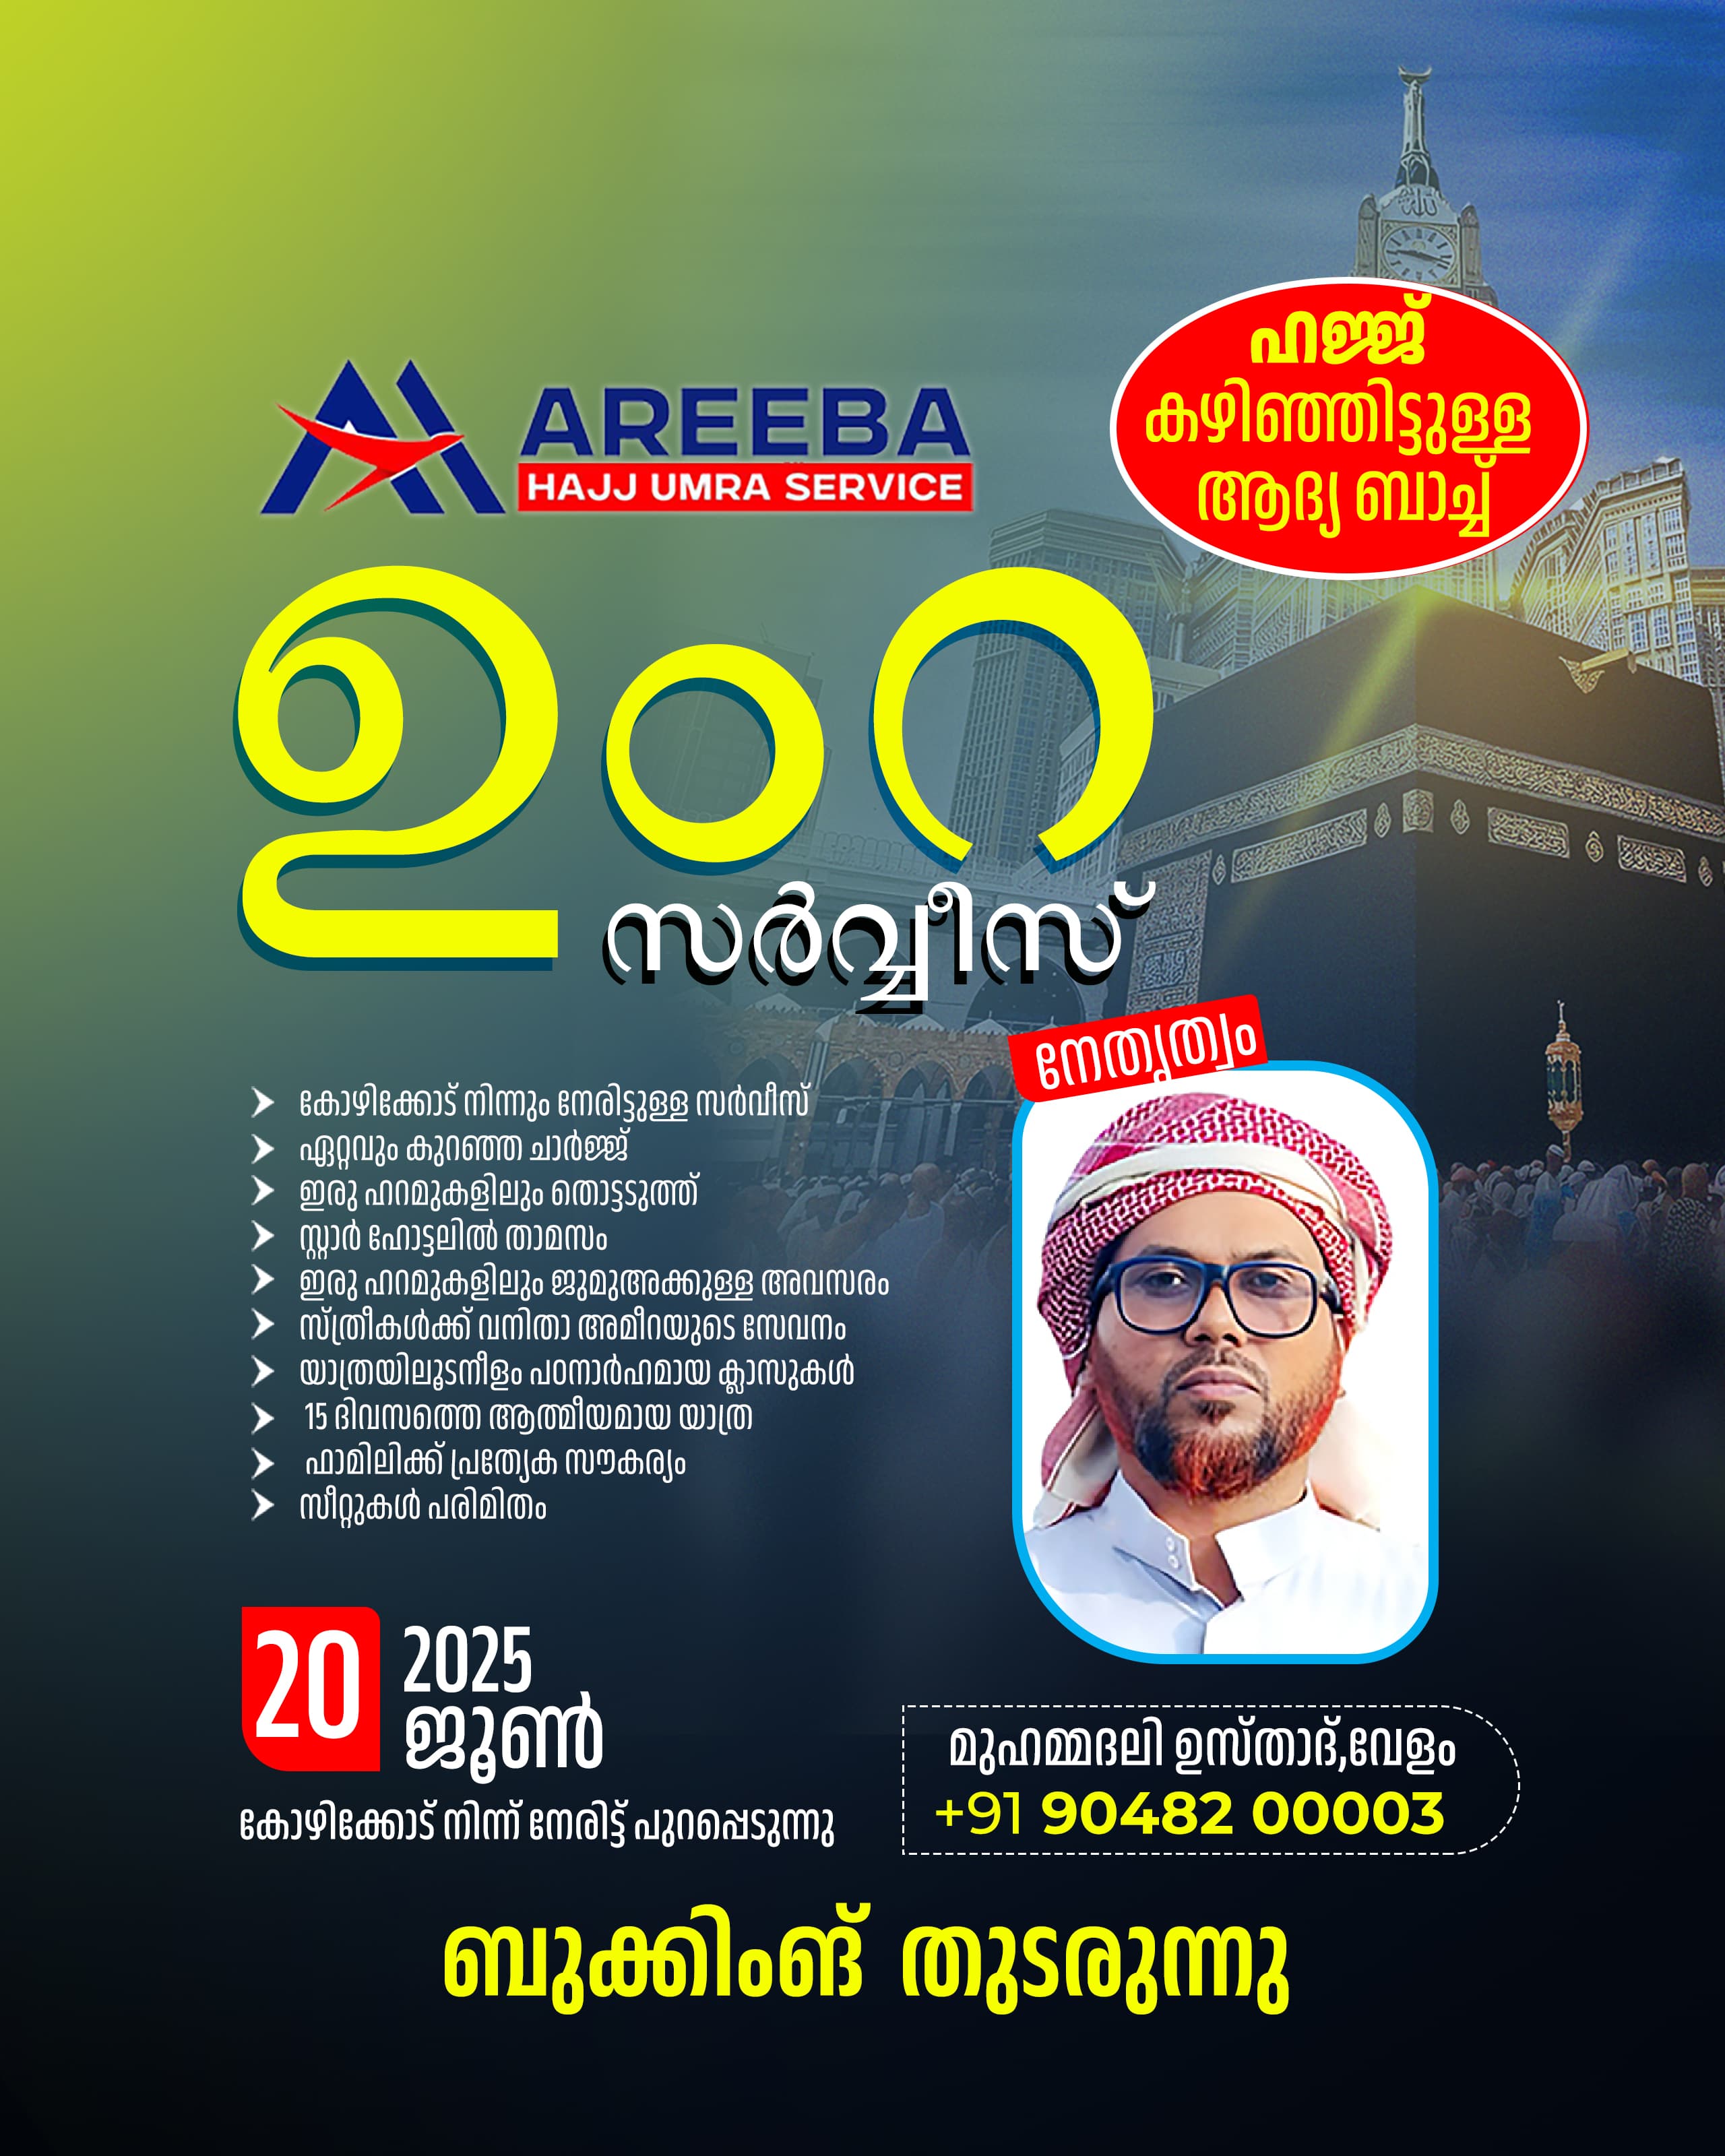 AREEBA
HAJJ UMRA SERVICE
ഹജ്ജ്
കഴിഞ്ഞിട്ടുള്ള
ആദ്യ ബാച്ച്
ഉംറ
സർവ്വീസ്
കോഴിക്കോട് നിന്നും നേരിട്ടുള്ള സർവീസ്
ഏറ്റവും കുറഞ്ഞ ചാർജ്ജ്
ഇരു ഹറമുകളിലും തൊട്ടടുത്ത്
സ്റ്റാർ ഹോട്ടലിൽ താമസം
ഇരു ഹറമുകളിലും ജുമുഅക്കുള്ള അവസരം
സ്ത്രീകൾക്ക് വനിതാ അമീറയുടെ സേവനം
യാത്രയിലൂടനീളം പഠനാർഹമായ ക്ലാസുകൾ
15 ദിവസത്തെ ആത്മീയമായ യാത്ര
ഫാമിലിക്ക് പ്രത്യേക സൗകര്യം
സീറ്റുകൾ പരിമിതം
നേതൃത്വം
20
2025
ജൂൺ
കോഴിക്കോട് നിന്ന് നേരിട്ട് പുറപ്പെടുന്നു
മുഹമ്മദലി ഉസ്താദ്,വേളം
+91 90482 00003
ബുക്കിംങ് തുടരുന്നു